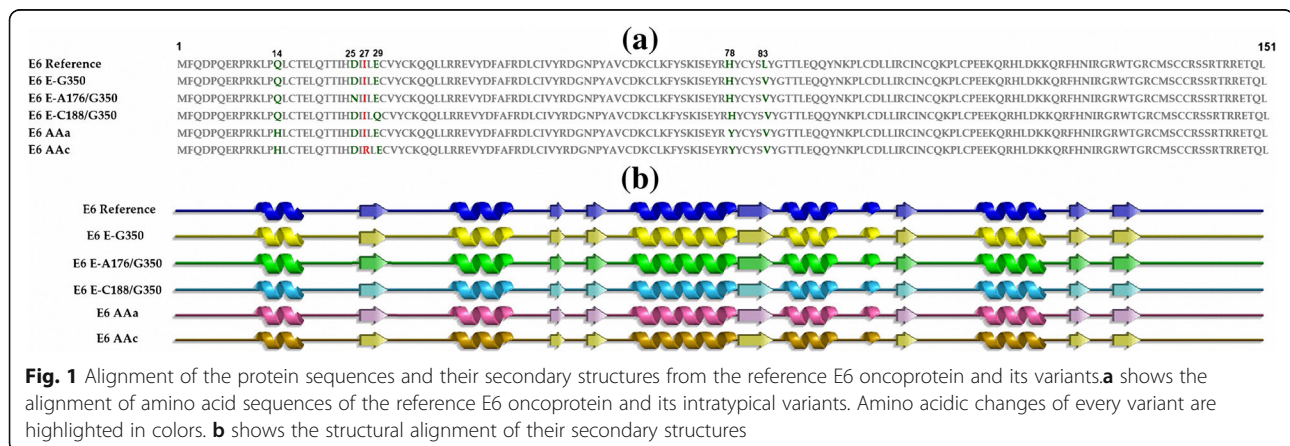 (a)
1 14 25 27 29 78 83 151
E6 Reference MFQDPQERPRKLPQLCTELQTTIHDIILECVYCKQQLLRREVYDFAFRDLCIVYRDGNPYAVCDKCLKFYSKISEYRHYCYSLYGTTLEQQYNKPLCDLLIRCINCQKPLCPEEKQRHLDKKQRFHNIRGRWTGRCMSCCRSSRTRRETQL
E6 E-G350 MFQDPQERPRKLPQLCTELQTTIHDIILECVYCKQQLLRREVYDFAFRDLCIVYRDGNPYAVCDKCLKFYSKISEYRHYCYSVYGTTLEQQYNKPLCDLLIRCINCQKPLCPEEKQRHLDKKQRFHNIRGRWTGRCMSCCRSSRTRRETQL
E6 E-A176/G350 MFQDPQERPRKLPQLCTELQTTIHNIILECVYCKQQLLRREVYDFAFRDLCIVYRDGNPYAVCDKCLKFYSKISEYRHYCYSVYGTTLEQQYNKPLCDLLIRCINCQKPLCPEEKQRHLDKKQRFHNIRGRWTGRCMSCCRSSRTRRETQL
E6 E-C188/G350 MFQDPQERPRKLPQLCTELQTTIHDIILQCVYCKQQLLRREVYDFAFRDLCIVYRDGNPYAVCDKCLKFYSKISEYRHYCYSVYGTTLEQQYNKPLCDLLIRCINCQKPLCPEEKQRHLDKKQRFHNIRGRWTGRCMSCCRSSRTRRETQL
E6 AAa MFQDPQERPRKLPHLCTELQTTIHDIILECVYCKQQLLRREVYDFAFRDLCIVYRDGNPYAVCDKCLKFYSKISEYR YYCYSVYGTTLEQQYNKPLCDLLIRCINCQKPLCPEEKQRHLDKKQRFHNIRGRWTGRCMSCCRSSRTRRETQL
E6 AAc MFQDPQERPRKLPHLCTELQTTIHDIRLECVYCKQQLLRREVYDFAFRDLCIVYRDGNPYAVCDKCLKFYSKISEYRYYCYSVYGTTLEQQYNKPLCDLLIRCINCQKPLCPEEKQRHLDKKQRFHNIRGRWTGRCMSCCRSSRTRRETQL
(b)
E6 Reference
E6 E-G350
E6 E-A176/G350
E6 E-C188/G350
E6 AAa
E6 AAc
Fig. 1 Alignment of the protein sequences and their secondary structures from the reference E6 oncoprotein and its variants.a shows the
alignment of amino acid sequences of the reference E6 oncoprotein and its intratypical variants. Amino acidic changes of every variant are
highlighted in colors. b shows the structural alignment of their secondary structures